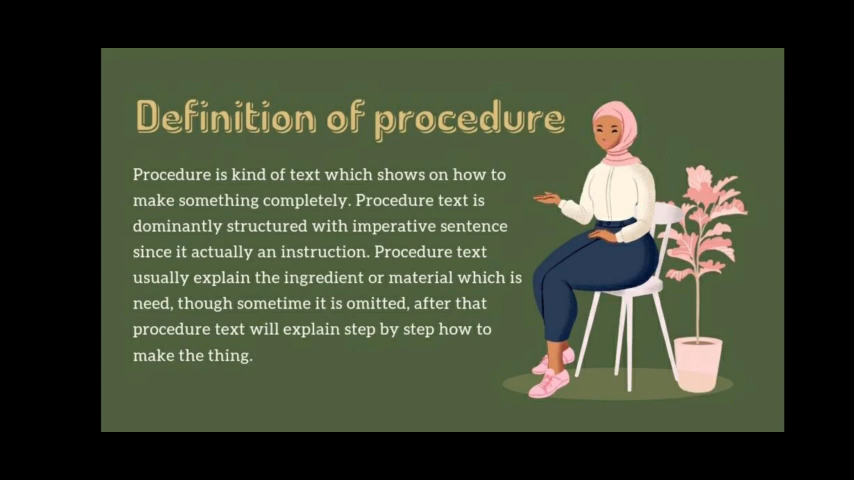 Definition of procedure
Procedure is kind of text which shows on how to
make something completely. Procedure text is
dominantly structured with imperative sentence
since it actually an instruction. Procedure text
usually explain the ingredient or material which is
need, though sometime it is omitted, after that
procedure text will explain step by step how to
make the thing.